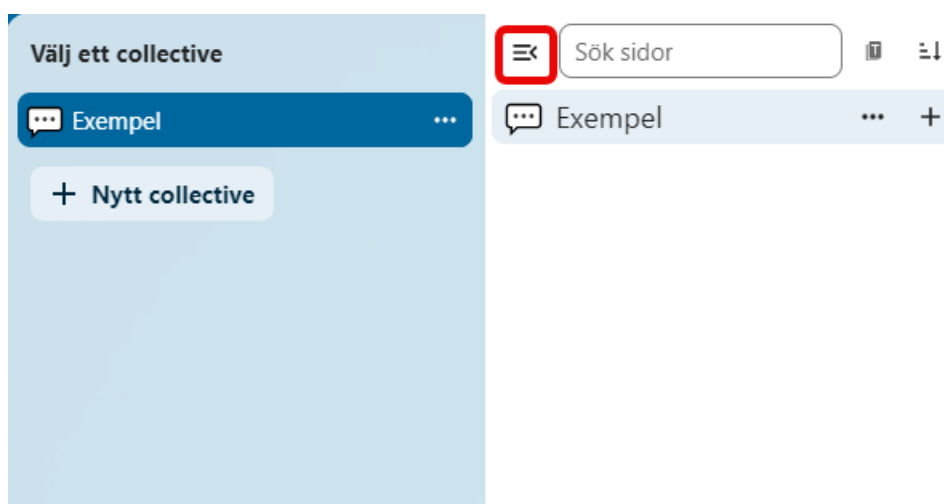 Välj ett collective
Exempel
+ Nytt collective
Sök sidor
Exempel